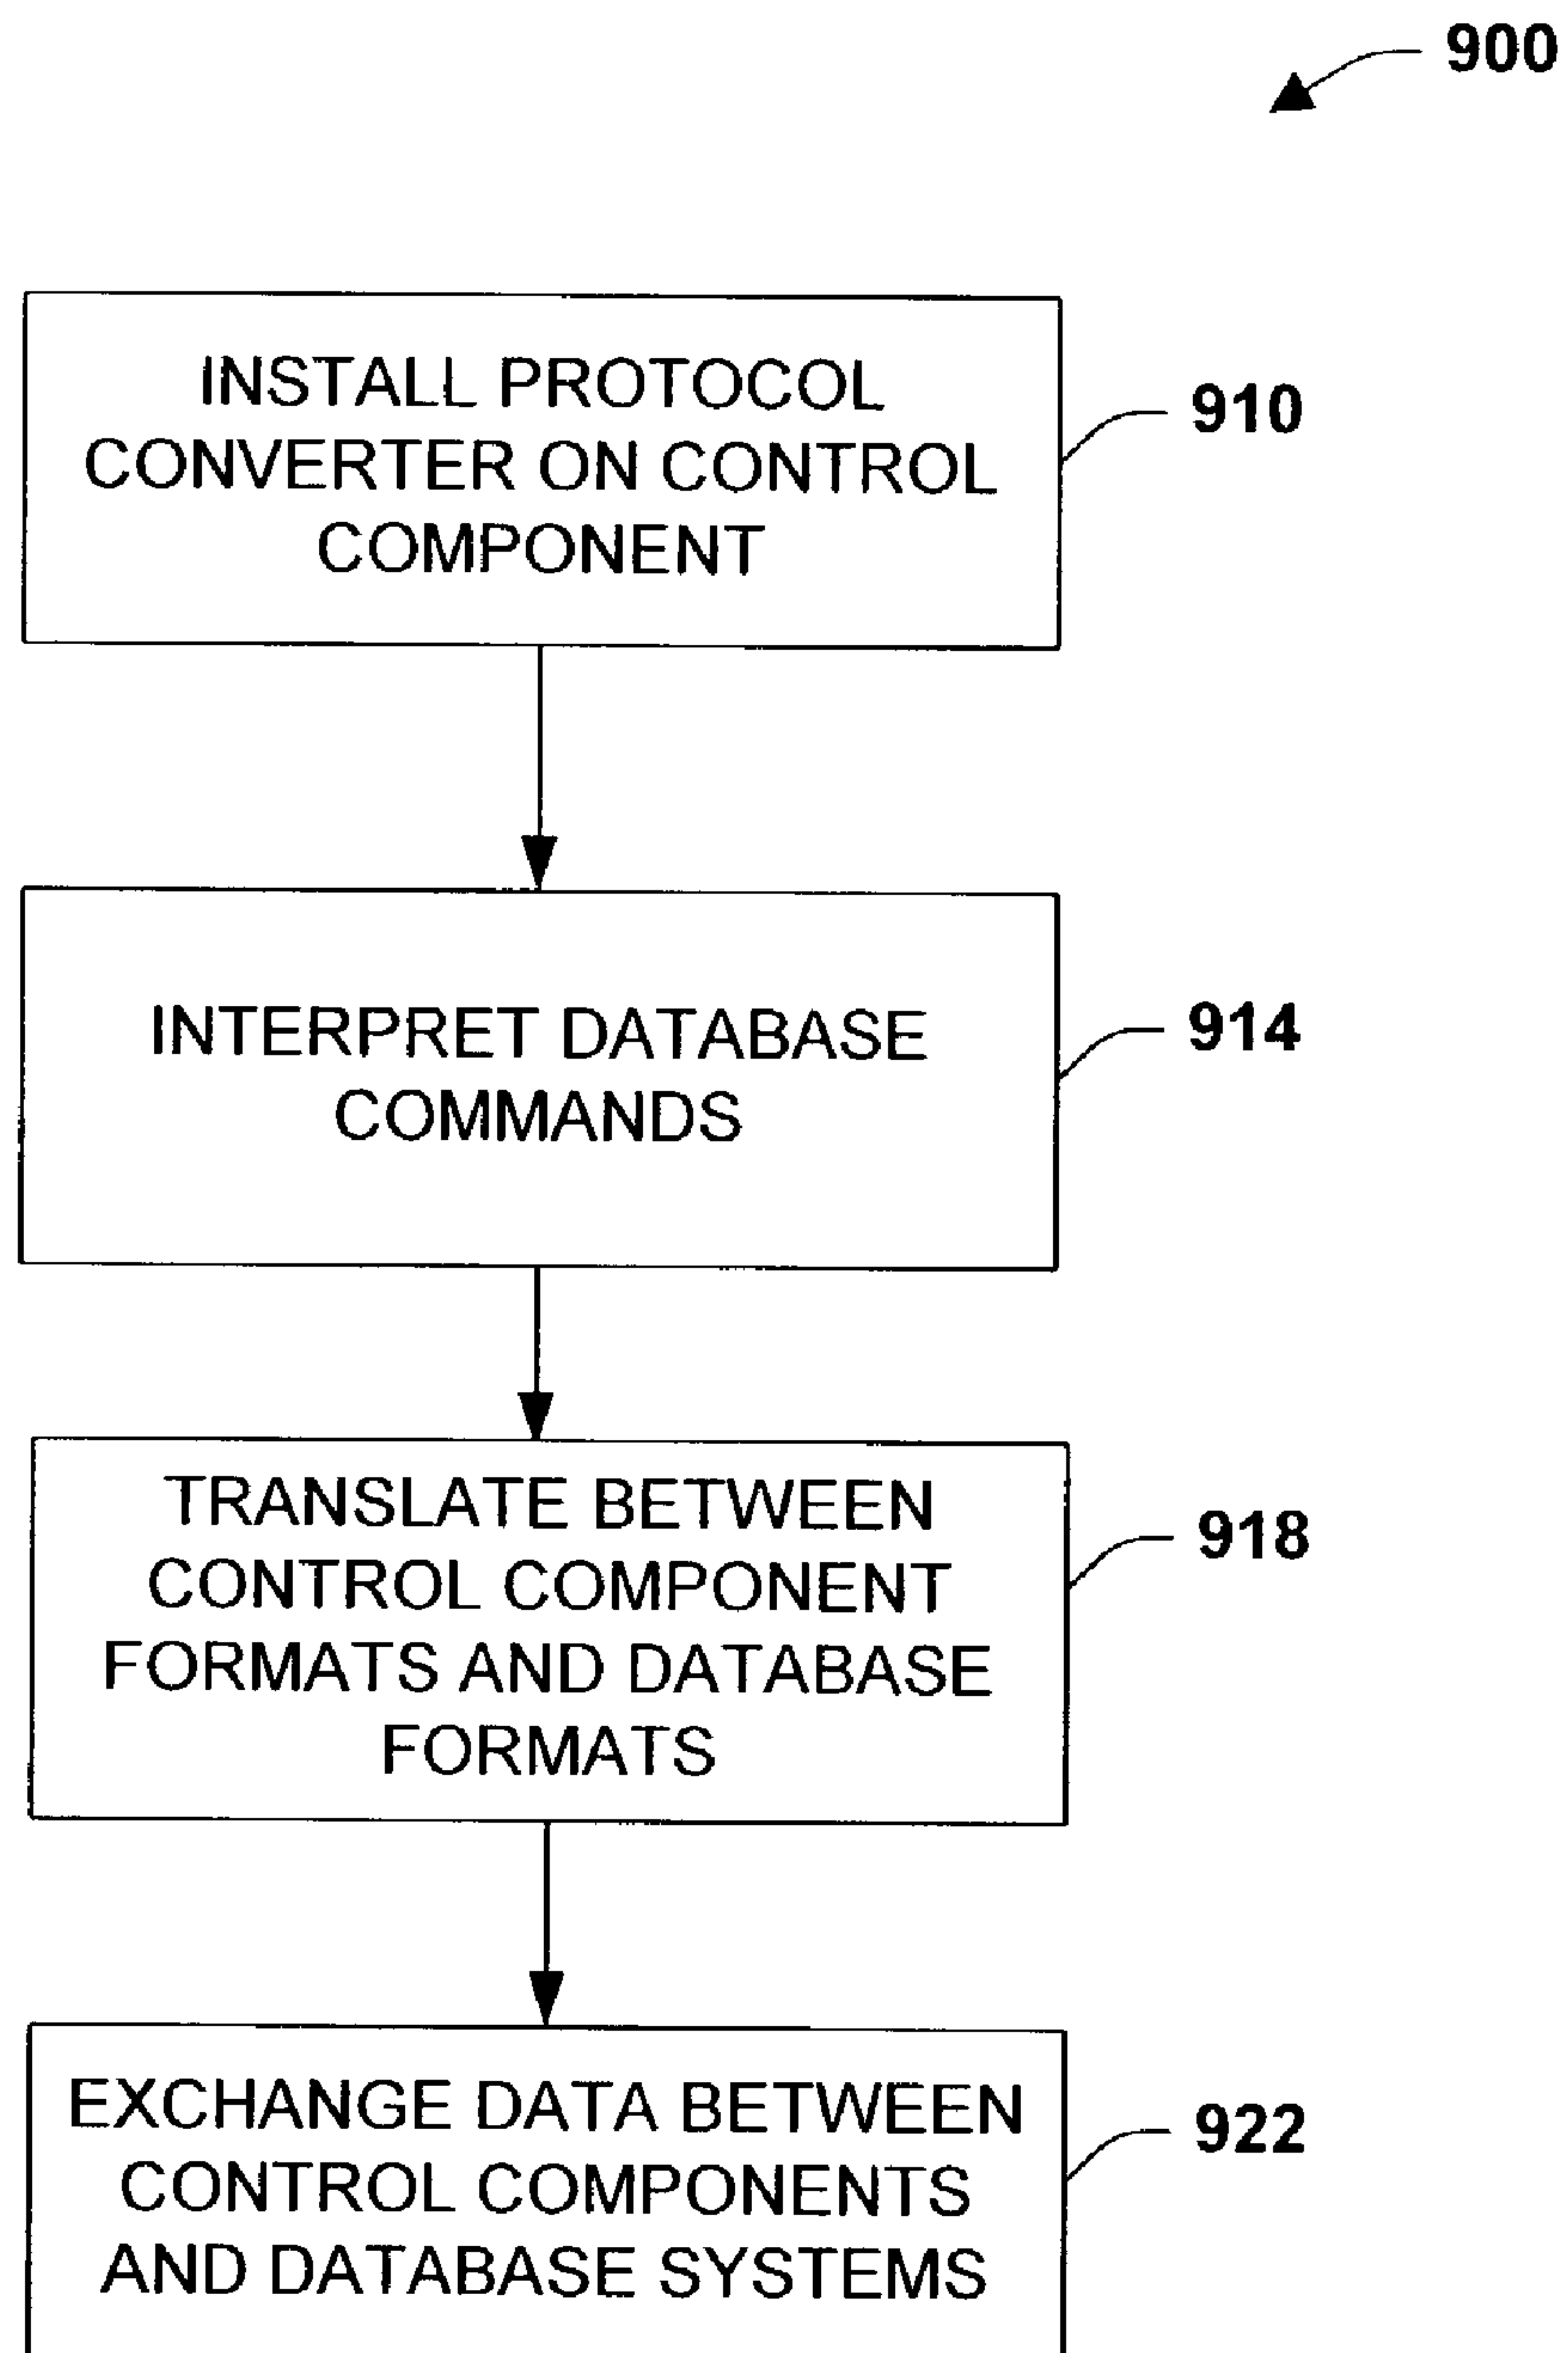 900
INSTALL PROTOCOL
CONVERTER ON CONTROL
COMPONENT
910
INTERPRET DATABASE
COMMANDS
914
TRANSLATE BETWEEN
CONTROL COMPONENT
FORMATS AND DATABASE
FORMATS
918
EXCHANGE DATA BETWEEN
CONTROL COMPONENTS
AND DATABASE SYSTEMS
922